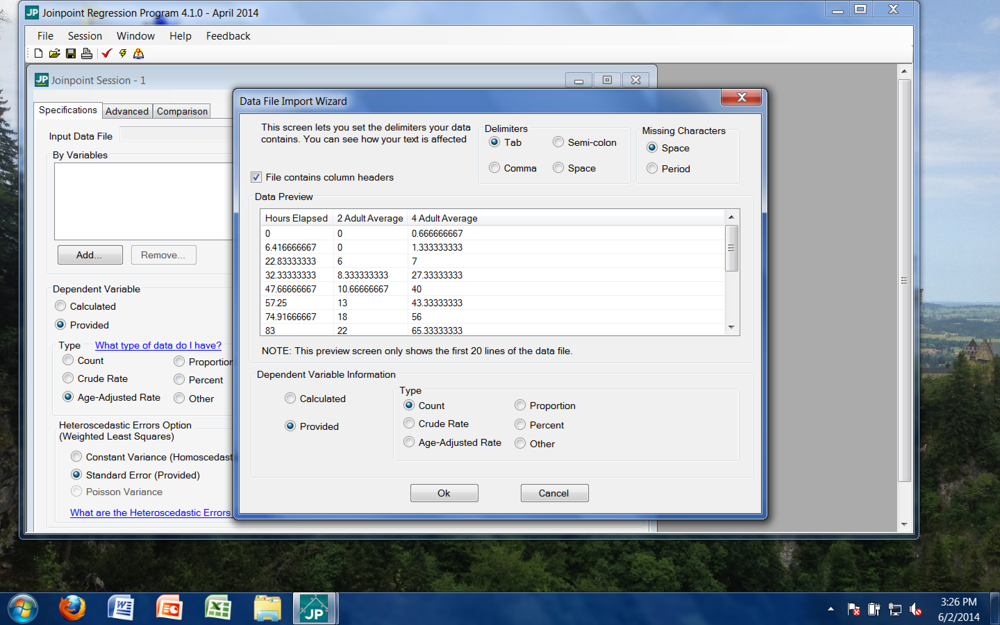 JP Joinpoint Regression Program 4.1.0 - April 2014
File Session Window Help Feedback
JP Joinpoint Session - 1
Specifications Advanced Comparison
Input Data File
By Variables
Add... Remove...
Dependent Variable
Calculated
Provided
Type What type of data do I have?
Count Proportion
Crude Rate Percent
Age-Adjusted Rate Other
Heteroscedastic Errors Option
(Weighted Least Squares)
Constant Variance (Homoscedast
Standard Error (Provided)
Poisson Variance
What are the Heteroscedastic Errors
Data File Import Wizard
This screen lets you set the delimiters your data
contains. You can see how your text is affected
File contains column headers
Delimiters
Tab Semi-colon
Comma Space
Missing Characters
Space
Period
Data Preview
Hours Elapsed 2 Adult Average 4 Adult Average
0 0 0.666666667
6.416666667 0 1.333333333
22.83333333 6 7
32.33333333 8.333333333 27.33333333
47.66666667 10.66666667 40
57.25 13 43.33333333
74.91666667 18 56
83 22 65.33333333
NOTE: This preview screen only shows the first 20 lines of the data file.
Dependent Variable Information
Calculated
Provided
Type
Count Proportion
Crude Rate Percent
Age-Adjusted Rate Other
Ok Cancel
JP
3:26 PM
6/2/2014